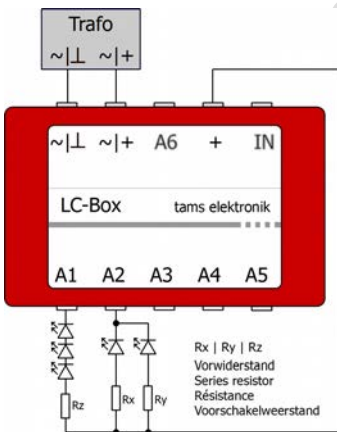 Trafo
~|⊥ ~|+
~|⊥ ~|+ A6 + IN
LC-Box tams elektronik
A1 A2 A3 A4 A5
Rx | Ry | Rz
Vorwiderstand
Series resistor
Résistance
Voorschakelweerstand
Rz Rx Ry